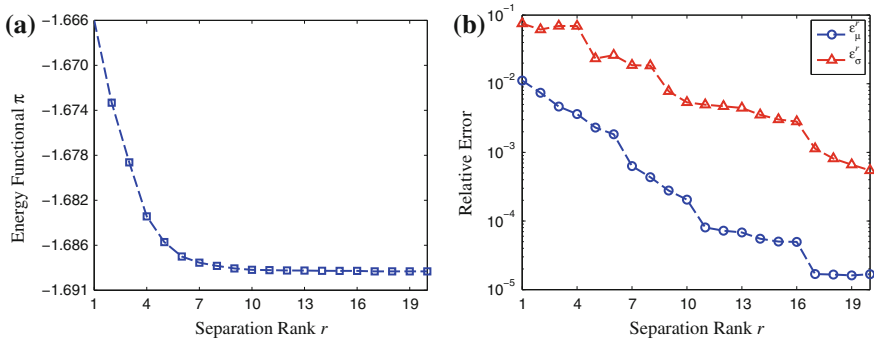 (a)
−1.666
−1.670
−1.674
−1.678
−1.682
−1.686
−1.691
Energy Functional π
1 4 7 10 13 16 19
Separation Rank r
(b)
10⁻¹
10⁻²
10⁻³
10⁻⁴
10⁻⁵
Relative Error
ε_μ^r
ε_σ^r
1 4 7 10 13 16 19
Separation Rank r